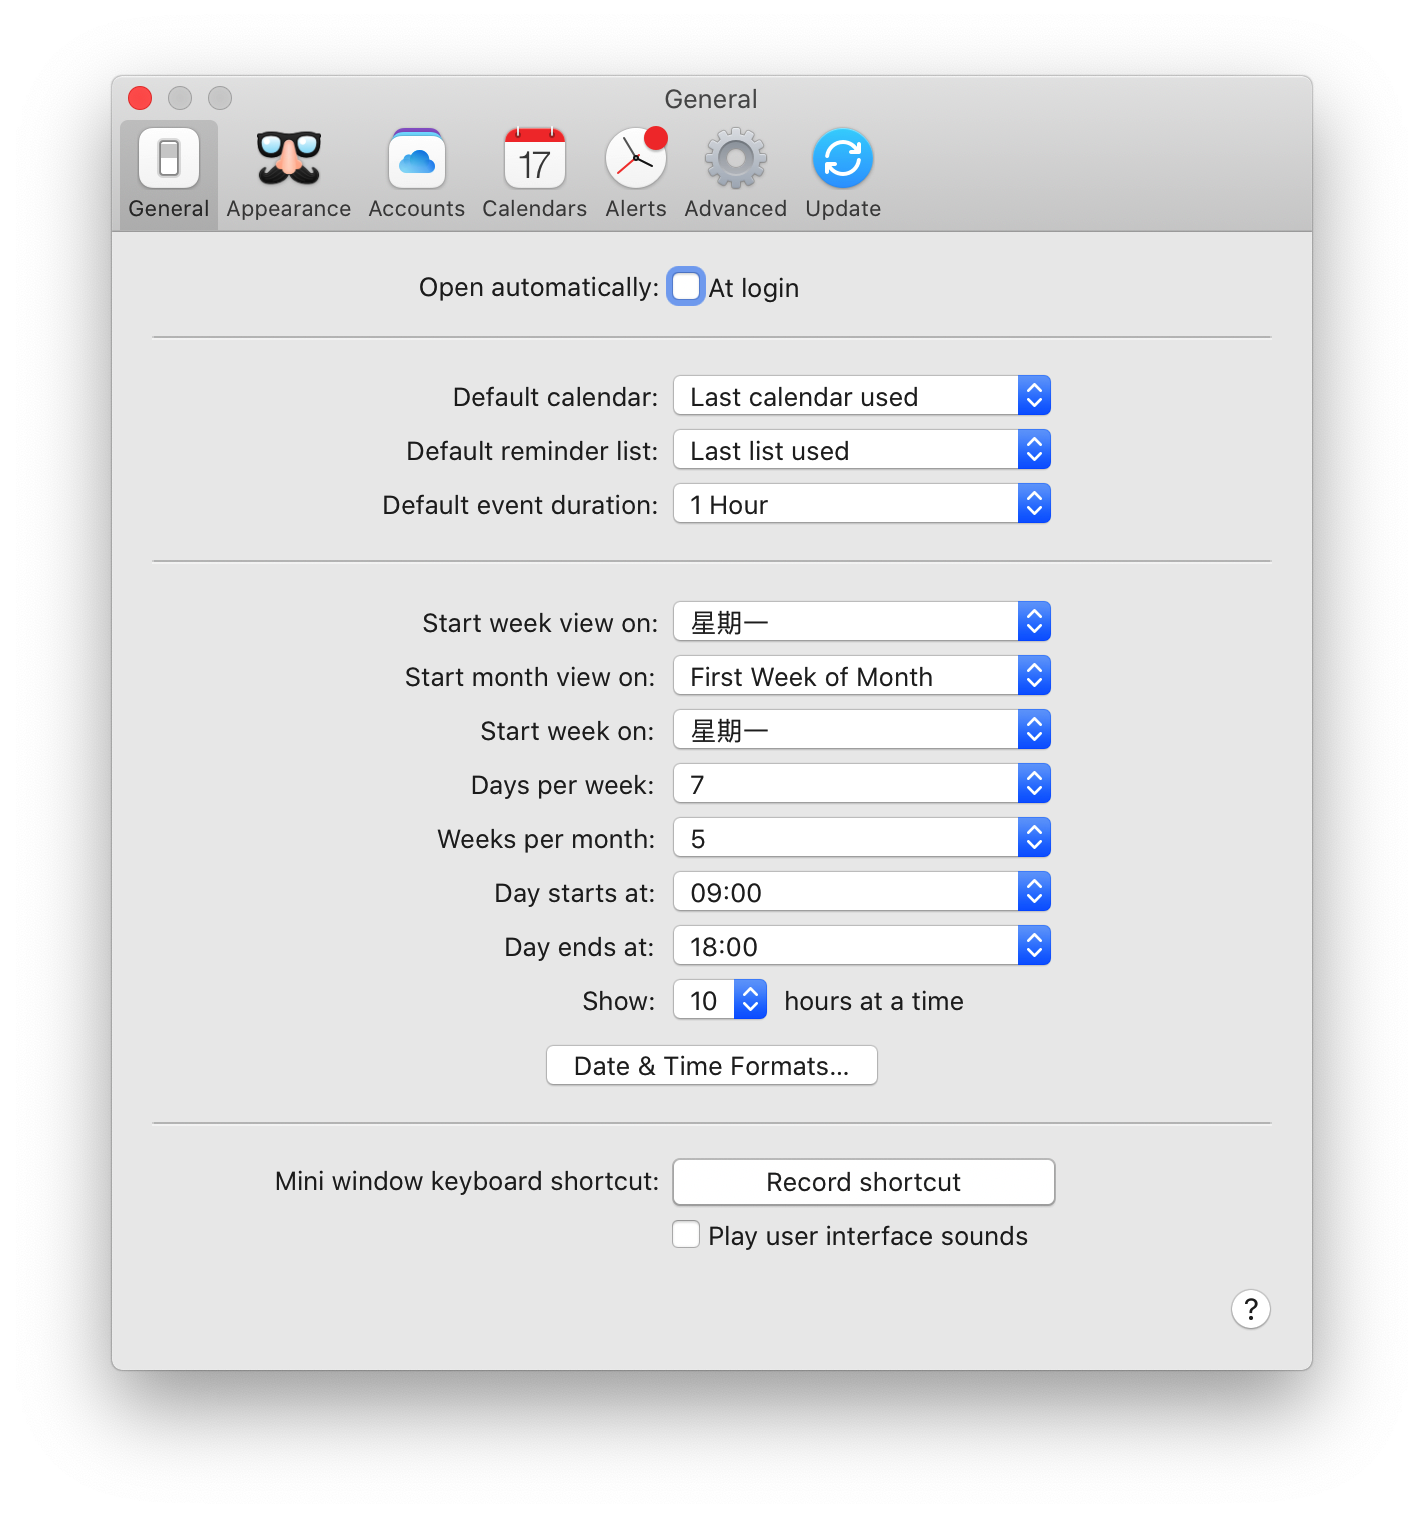 General
17
General Appearance Accounts Calendars Alerts Advanced Update
Open automatically: At login
Default calendar: Last calendar used
Default reminder list: Last list used
Default event duration: 1 Hour
Start week view on: 星期一
Start month view on: First Week of Month
Start week on: 星期一
Days per week: 7
Weeks per month: 5
Day starts at: 09:00
Day ends at: 18:00
Show: 10 hours at a time
Date & Time Formats...
Mini window keyboard shortcut: Record shortcut
Play user interface sounds
?